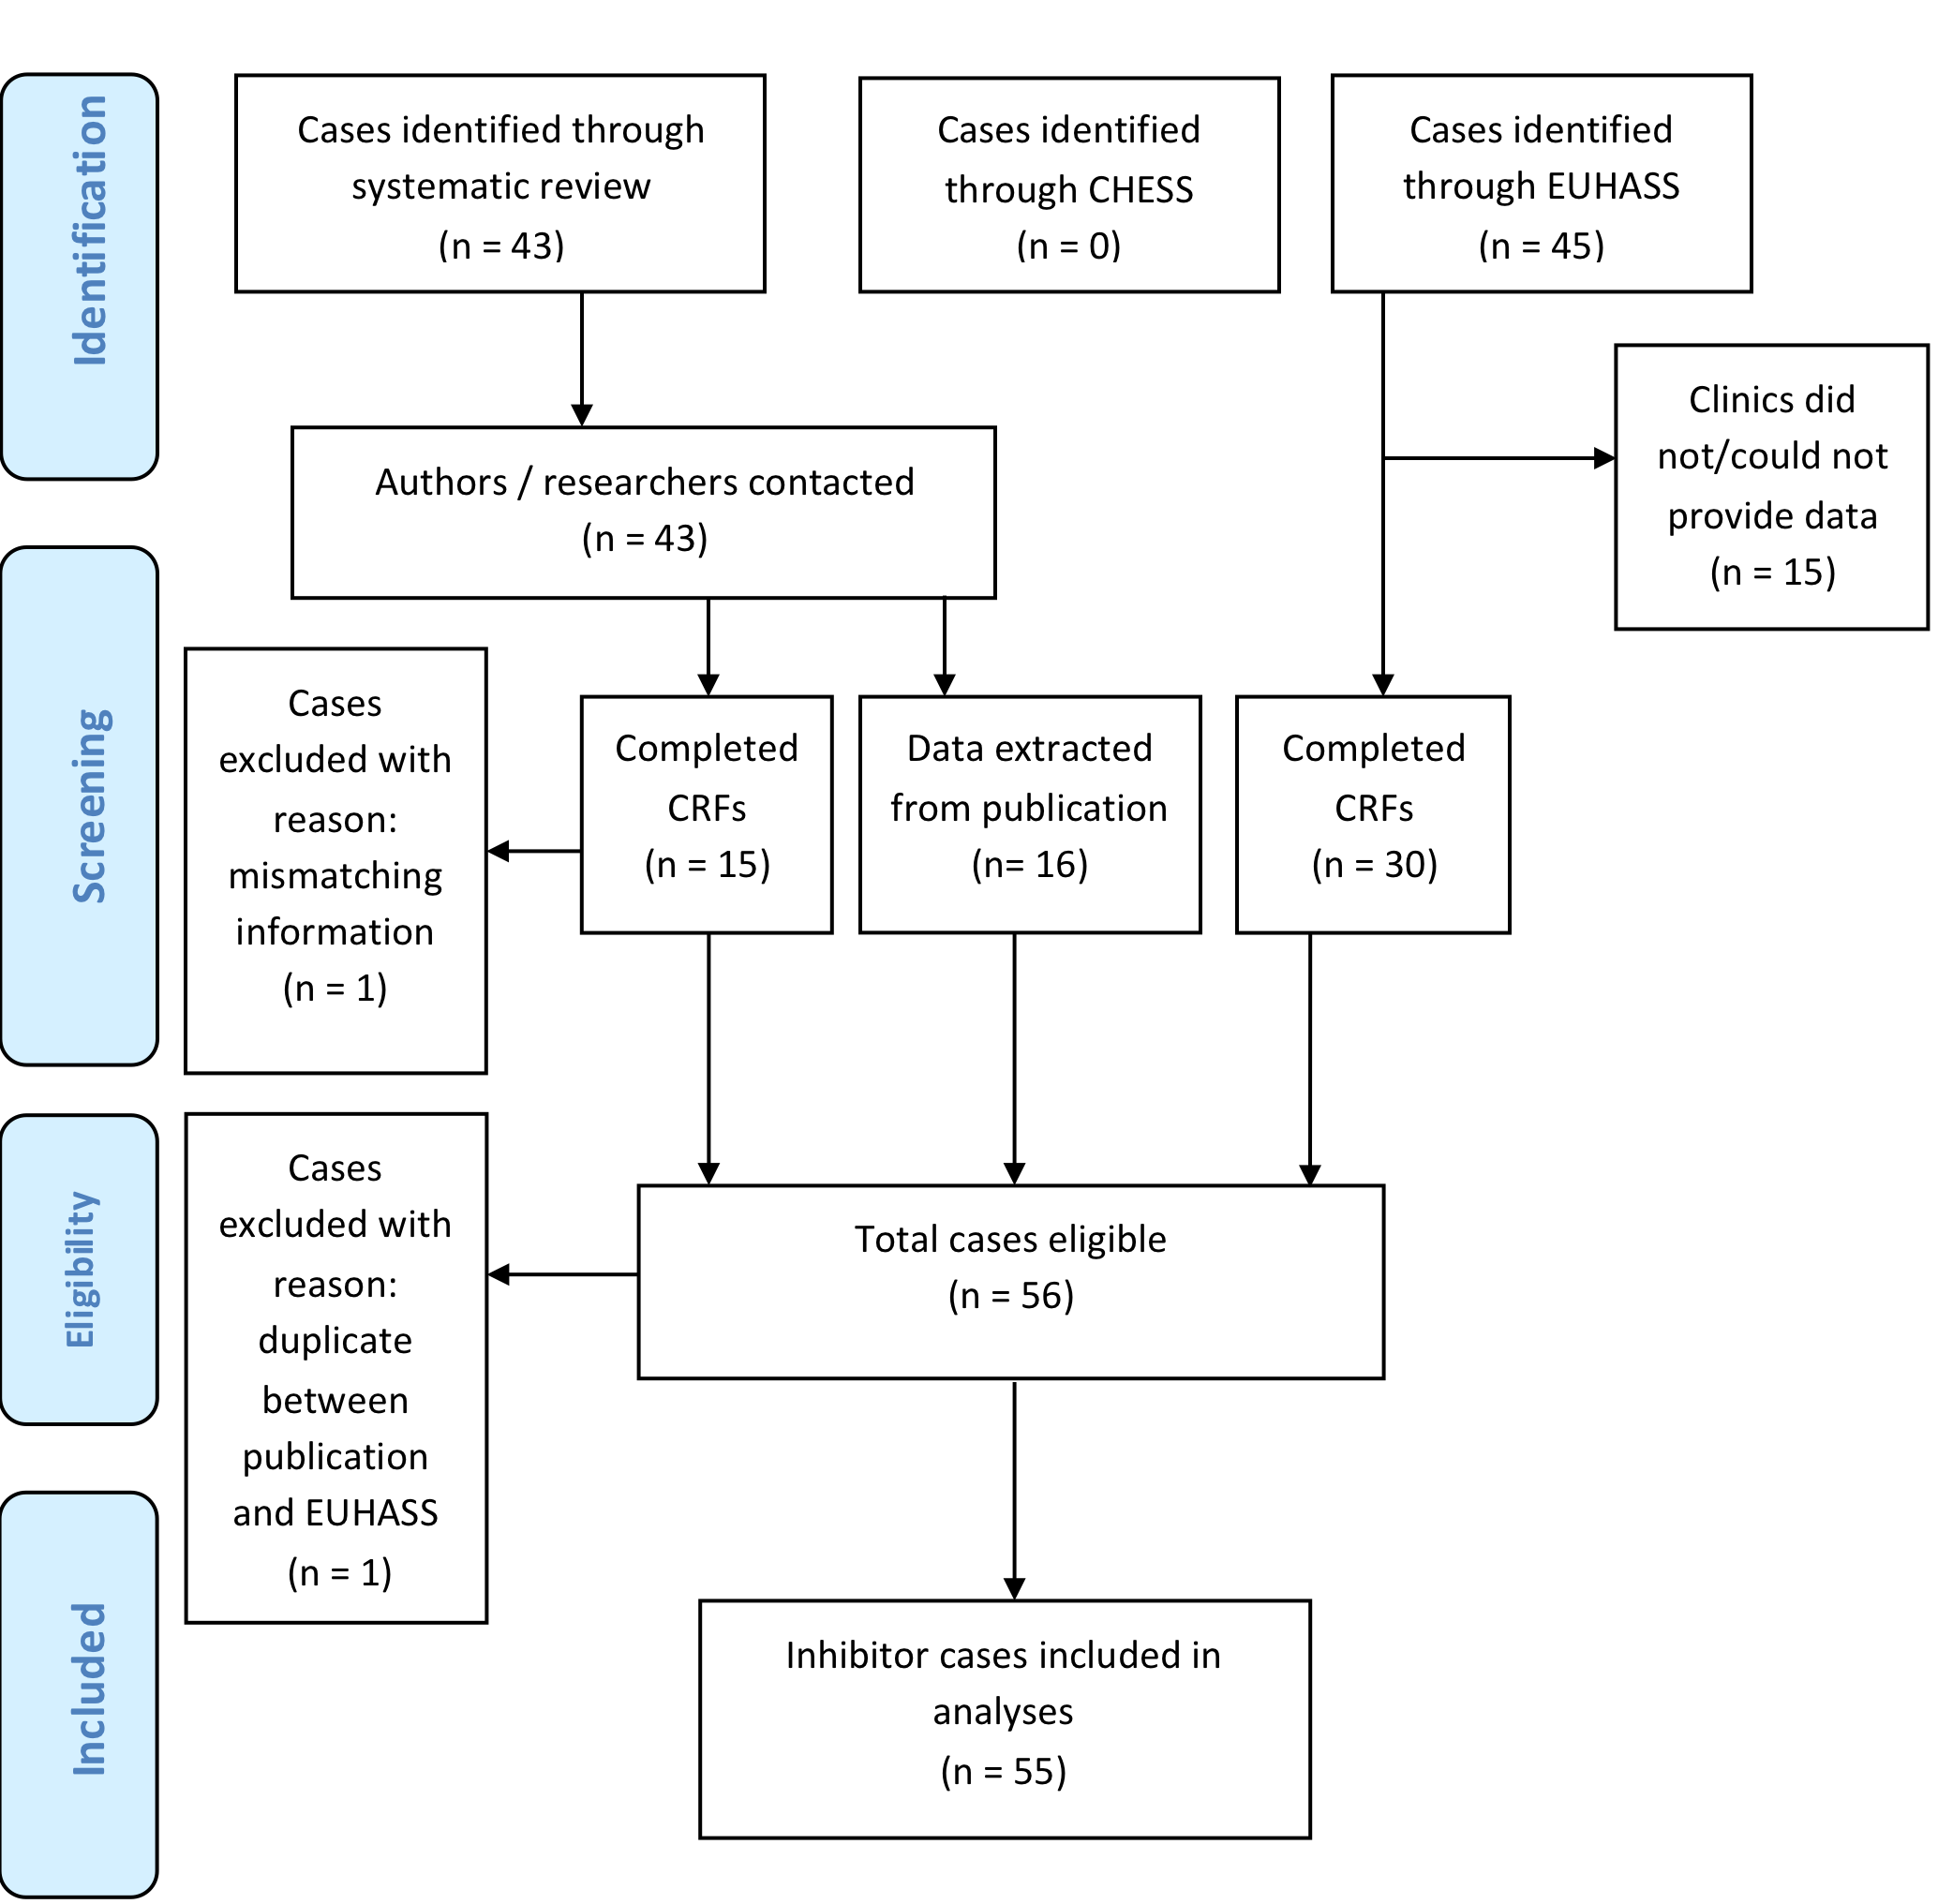 Identification
Cases identified through
systematic review
(n = 43)
Cases identified
through CHESS
(n = 0)
Cases identified
through EUHASS
(n = 45)
Clinics did
not/could not
provide data
(n = 15)
Authors / researchers contacted
(n = 43)
Screening
Cases
excluded with
reason:
mismatching
information
(n = 1)
Completed
CRFs
(n = 15)
Data extracted
from publication
(n= 16)
Completed
CRFs
(n = 30)
Eligibility
Cases
excluded with
reason:
duplicate
between
publication
and EUHASS
(n = 1)
Total cases eligible
(n = 56)
Included
Inhibitor cases included in
analyses
(n = 55)